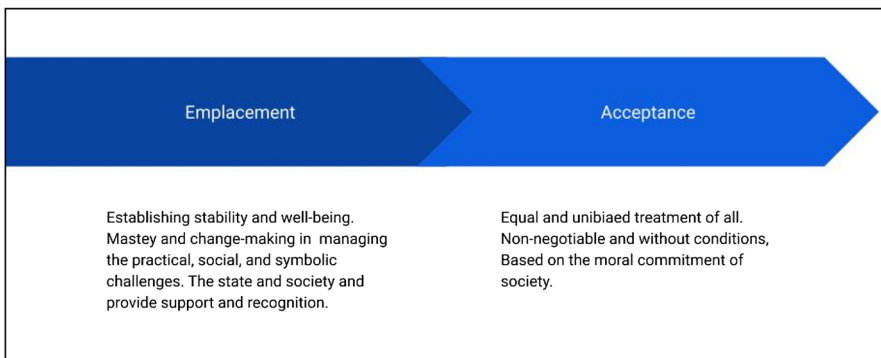 Emplacement
Acceptance
Establishing stability and well-being.
Mastey and change-making in managing
the practical, social, and symbolic
challenges. The state and society and
provide support and recognition.
Equal and unibiaed treatment of all.
Non-negotiable and without conditions,
Based on the moral commitment of
society.